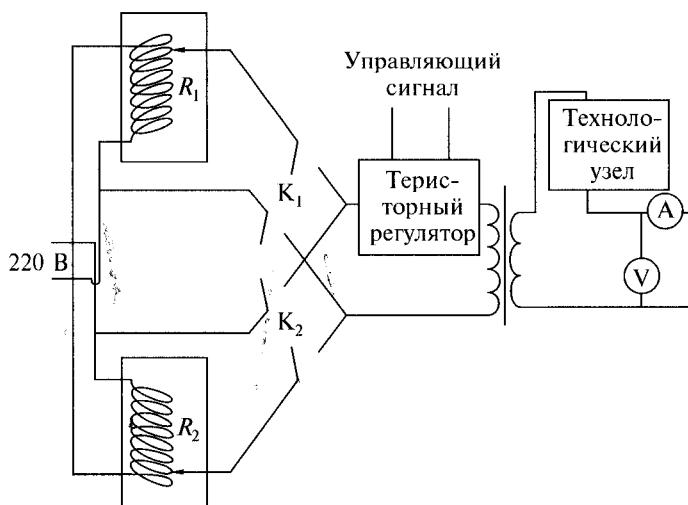 Управляющий
сигнал
R₁
Техноло-
гический
узел
K₁
Терис-
торный
регулятор
A
220 В
V
K₂
R₂